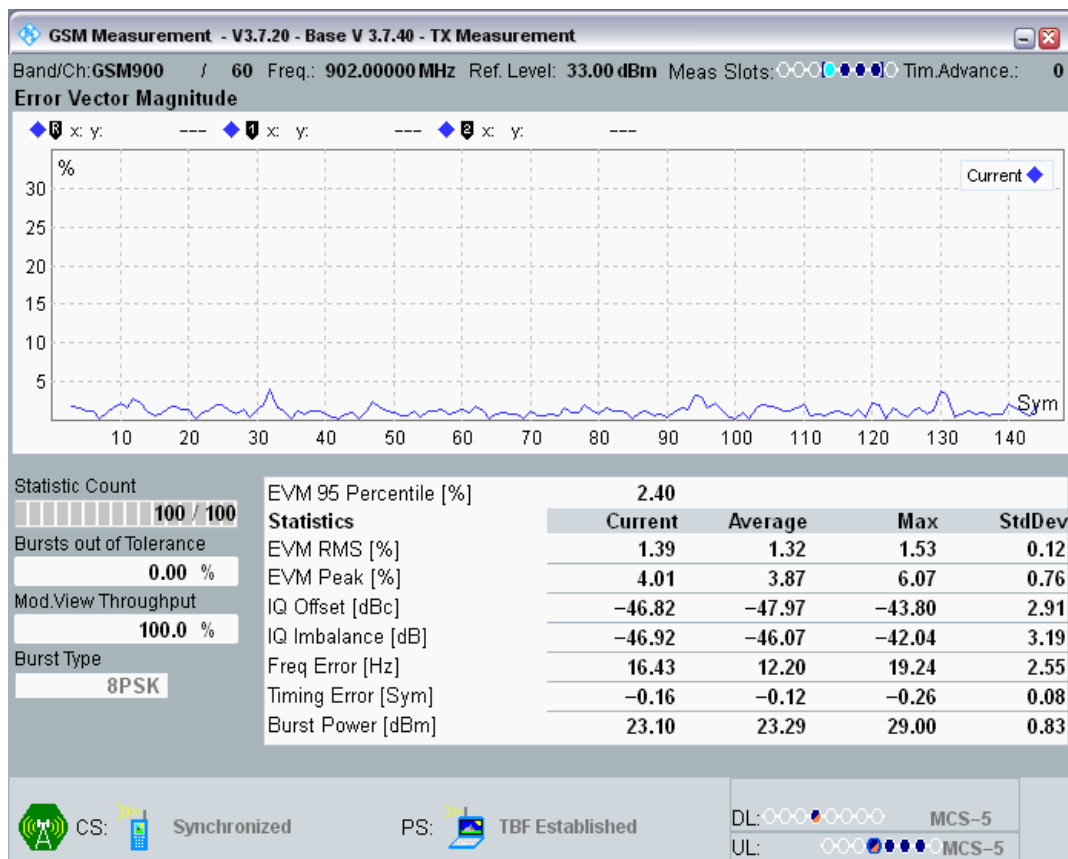 GSM Measurement - V3.7.20 - Base V 3.7.40 - TX Measurement
Band/Ch:GSM900 / 60 Freq.: 902.00000 MHz Ref. Level: 33.00 dBm Meas Slots: Tim.Advance.: 0
Error Vector Magnitude
R x: y: --- 1 x: y: --- 2 x: y: ---
%
Current
30
25
20
15
10
5
Sym
10 20 30 40 50 60 70 80 90 100 110 120 130 140
Statistic Count
100 / 100
Bursts out of Tolerance
0.00 %
Mod.View Throughput
100.0 %
Burst Type
8PSK
EVM 95 Percentile [%] 2.40
Statistics Current Average Max StdDev
EVM RMS [%] 1.39 1.32 1.53 0.12
EVM Peak [%] 4.01 3.87 6.07 0.76
IQ Offset [dBc] −46.82 −47.97 −43.80 2.91
IQ Imbalance [dB] −46.92 −46.07 −42.04 3.19
Freq Error [Hz] 16.43 12.20 19.24 2.55
Timing Error [Sym] −0.16 −0.12 −0.26 0.08
Burst Power [dBm] 23.10 23.29 29.00 0.83
CS: Synchronized PS: TBF Established
DL: MCS−5
UL: MCS−5